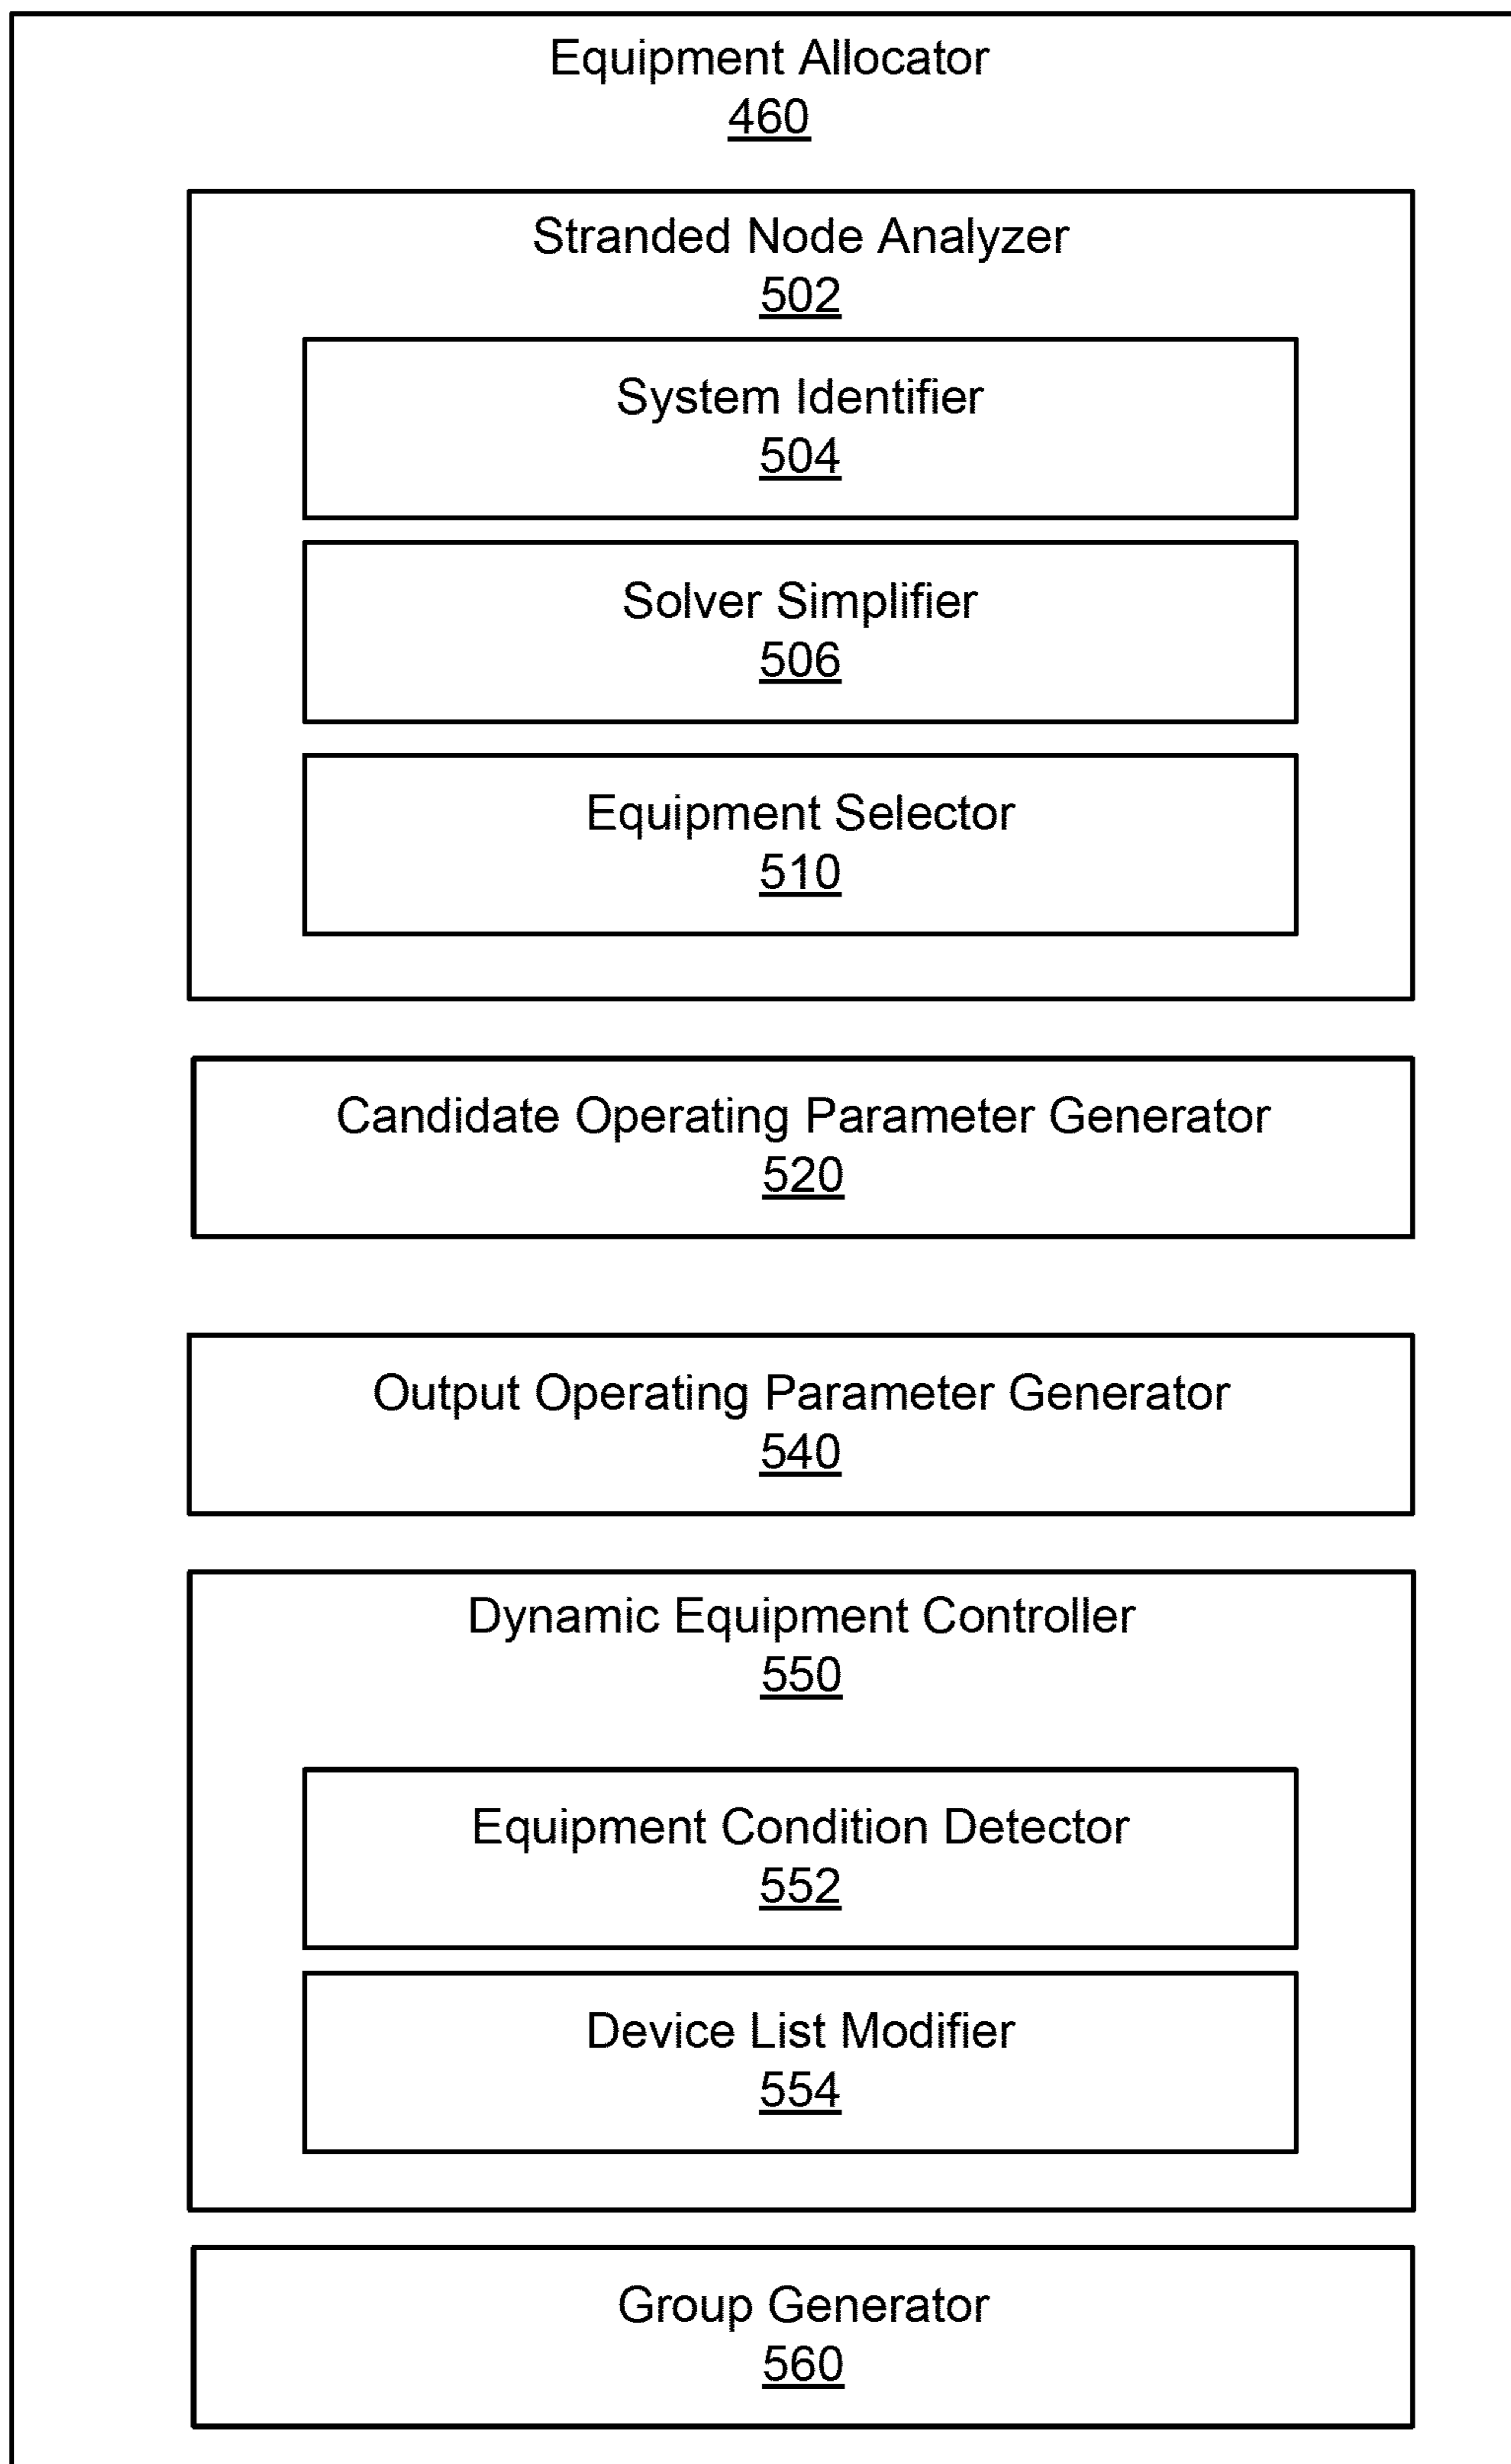 Equipment Allocator
460
Stranded Node Analyzer
502
System Identifier
504
Solver Simplifier
506
Equipment Selector
510
Candidate Operating Parameter Generator
520
Output Operating Parameter Generator
540
Dynamic Equipment Controller
550
Equipment Condition Detector
552
Device List Modifier
554
Group Generator
560